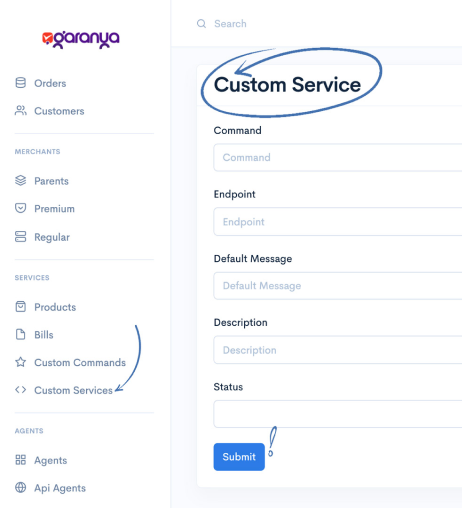 garanya
Search
Orders
Customers
MERCHANTS
Parents
Premium
Regular
SERVICES
Products
Bills
Custom Commands
Custom Services
AGENTS
Agents
Api Agents
Custom Service
Command
Command
Endpoint
Endpoint
Default Message
Default Message
Description
Description
Status
Submit